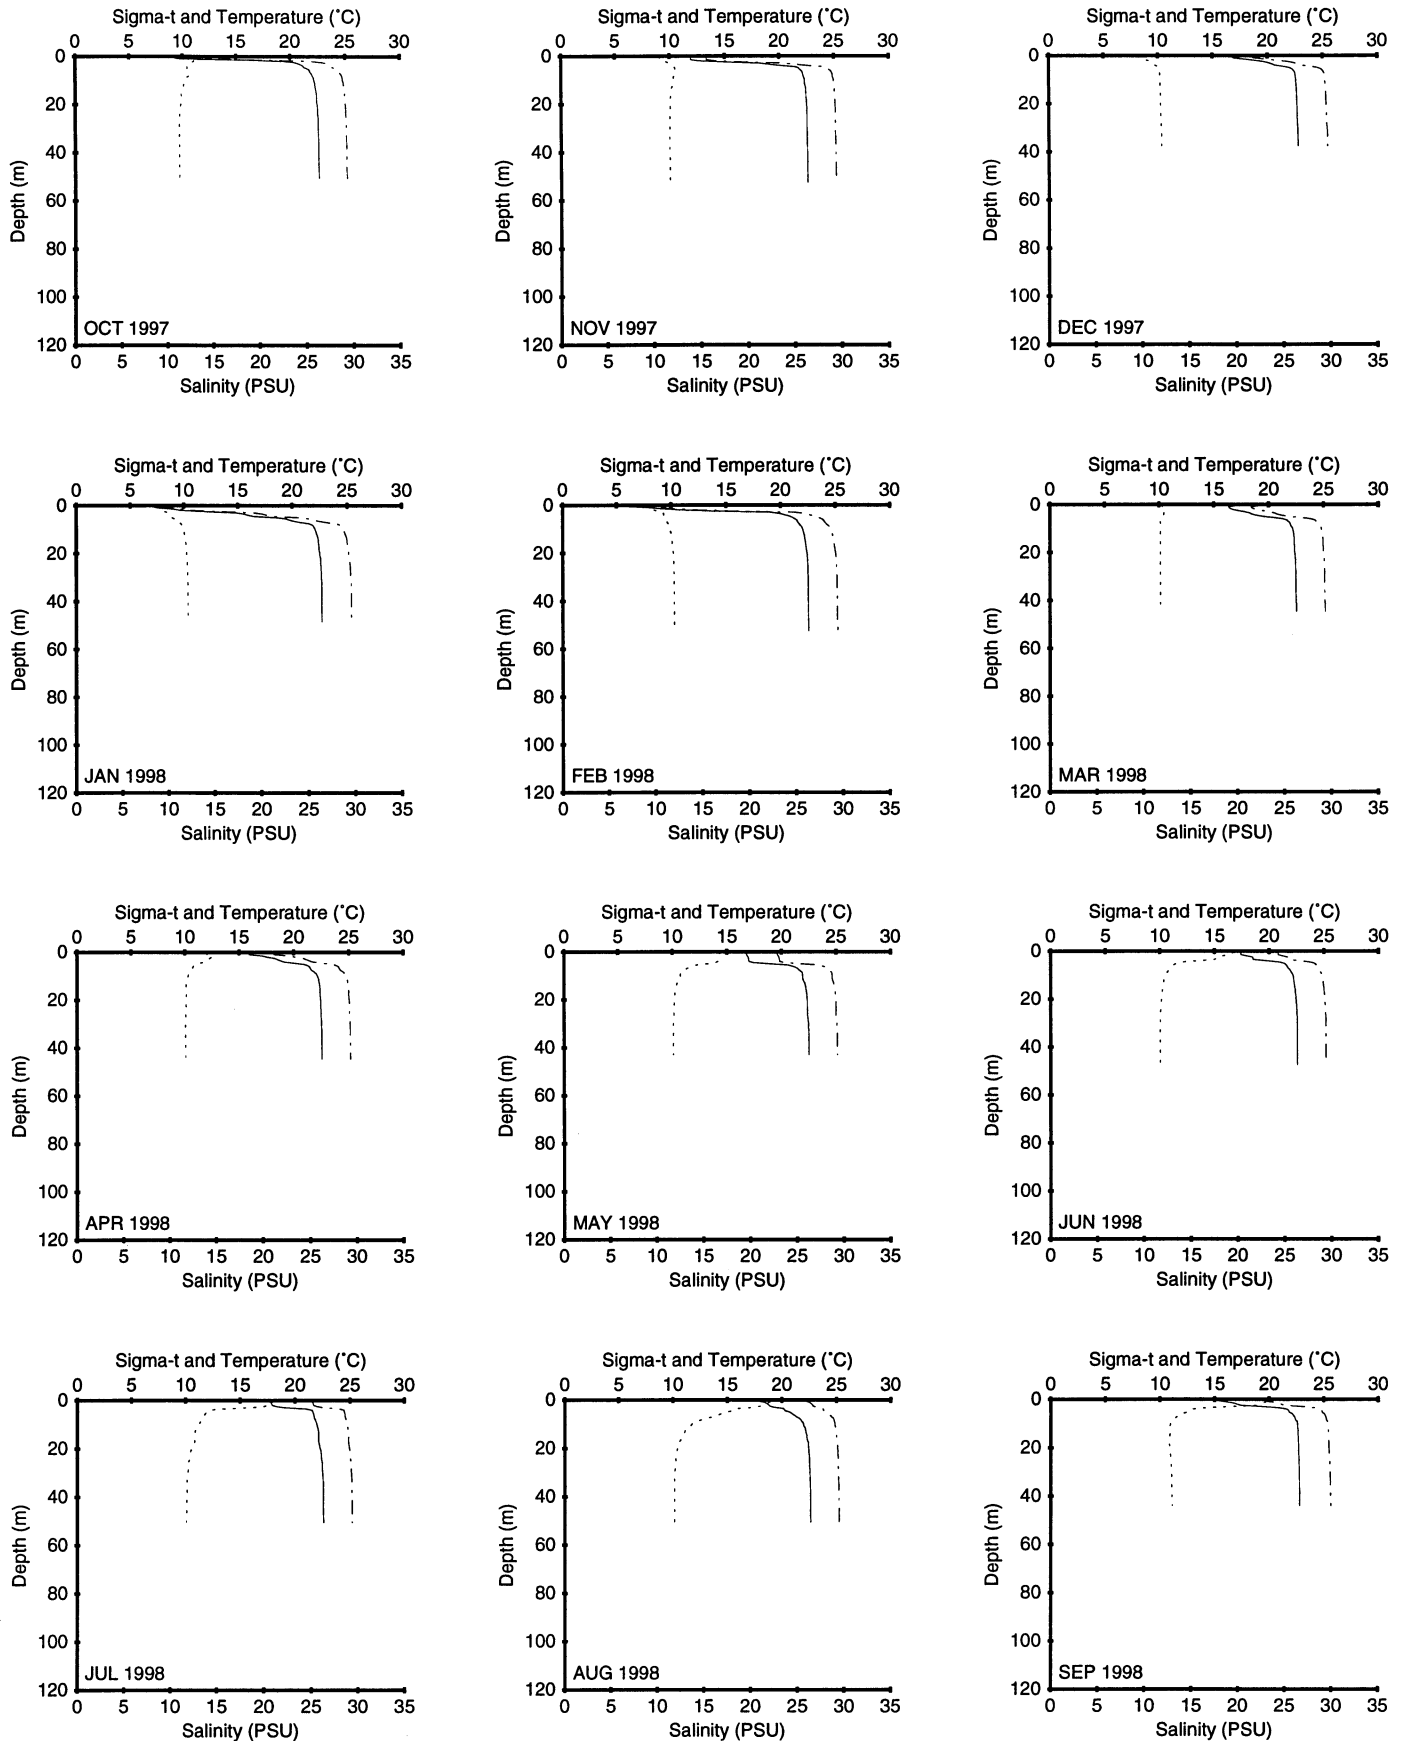 Sigma-t and Temperature (˚C) Sigma-t and Temperature (˚C) Sigma-t and Temperature (˚C)
0 5 10 15 20 25 30 0 5 10 15 20 25 30 0 5 10 15 20 25 30
0 0 0
20 20 20
40 40 40
Depth (m) Depth (m) Depth (m)
60 60 60
80 80 80
100 100 100
OCT 1997 NOV 1997 DEC 1997
120 120 120
0 5 10 15 20 25 30 35 0 5 10 15 20 25 30 35 0 5 10 15 20 25 30 35
Salinity (PSU) Salinity (PSU) Salinity (PSU)
Sigma-t and Temperature (˚C) Sigma-t and Temperature (˚C) Sigma-t and Temperature (˚C)
0 5 10 15 20 25 30 0 5 10 15 20 25 30 0 5 10 15 20 25 30
0 0 0
20 20 20
40 40 40
Depth (m) Depth (m) Depth (m)
60 60 60
80 80 80
100 100 100
JAN 1998 FEB 1998 MAR 1998
120 120 120
0 5 10 15 20 25 30 35 0 5 10 15 20 25 30 35 0 5 10 15 20 25 30 35
Salinity (PSU) Salinity (PSU) Salinity (PSU)
Sigma-t and Temperature (˚C) Sigma-t and Temperature (˚C) Sigma-t and Temperature (˚C)
0 5 10 15 20 25 30 0 5 10 15 20 25 30 0 5 10 15 20 25 30
0 0 0
20 20 20
40 40 40
Depth (m) Depth (m) Depth (m)
60 60 60
80 80 80
100 100 100
APR 1998 MAY 1998 JUN 1998
120 120 120
0 5 10 15 20 25 30 35 0 5 10 15 20 25 30 35 0 5 10 15 20 25 30 35
Salinity (PSU) Salinity (PSU) Salinity (PSU)
Sigma-t and Temperature (˚C) Sigma-t and Temperature (˚C) Sigma-t and Temperature (˚C)
0 5 10 15 20 25 30 0 5 10 15 20 25 30 0 5 10 15 20 25 30
0 0 0
20 20 20
40 40 40
Depth (m) Depth (m) Depth (m)
60 60 60
80 80 80
100 100 100
JUL 1998 AUG 1998 SEP 1998
120 120 120
0 5 10 15 20 25 30 35 0 5 10 15 20 25 30 35 0 5 10 15 20 25 30 35
Salinity (PSU) Salinity (PSU) Salinity (PSU)